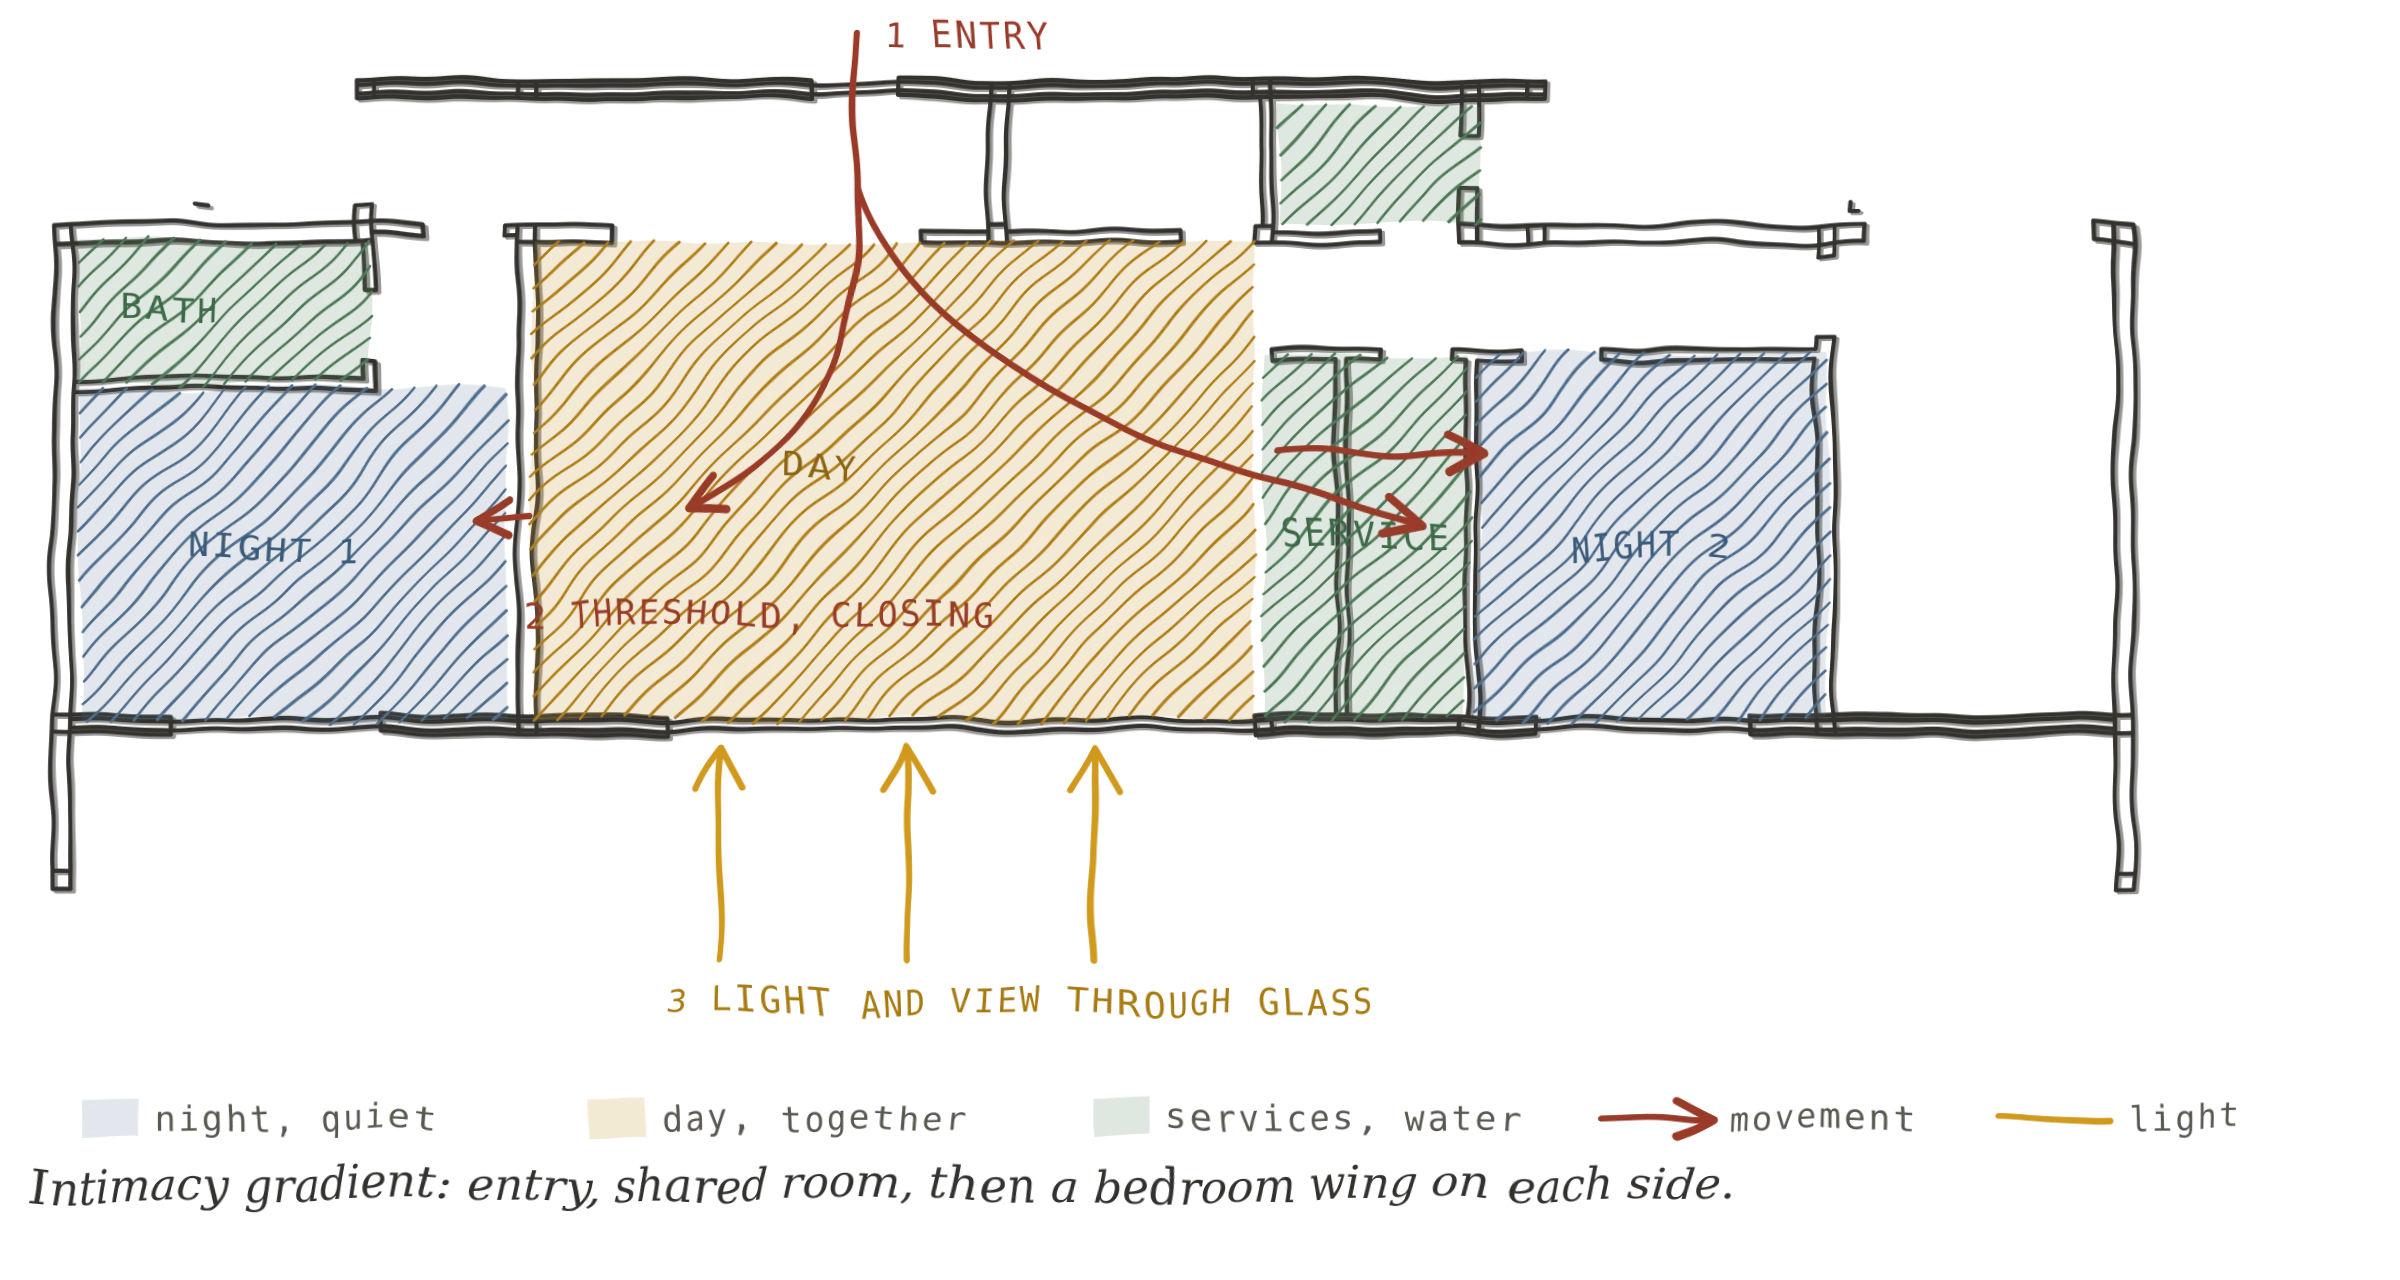 1 ENTRY
BATH
DAY
NIGHT 1
SERVICE
NIGHT 2
2 THRESHOLD, CLOSING
3 LIGHT AND VIEW THROUGH GLASS
night, quiet
day, together
services, water
movement
light
Intimacy gradient: entry, shared room, then a bedroom wing on each side.